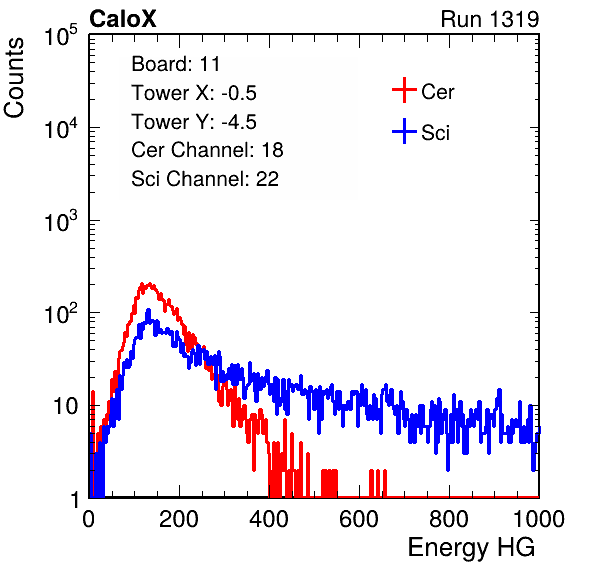 CaloX Run 1319
Counts
10^5
10^4
10^3
10^2
10
1
Board: 11
Tower X: -0.5
Tower Y: -4.5
Cer Channel: 18
Sci Channel: 22
Cer
Sci
0 200 400 600 800 1000
Energy HG